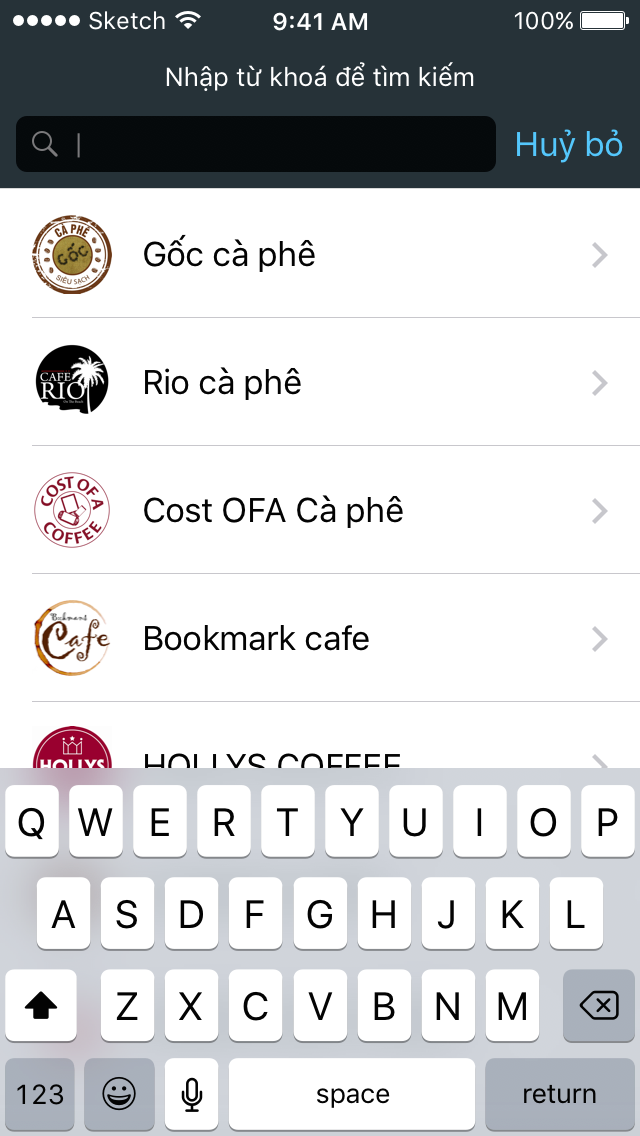 Sketch 9:41 AM 100%
Nhập từ khoá để tìm kiếm
Huỷ bỏ
CÀ PHÊ
GỐC
SIÊU SẠCH
Gốc cà phê
CAFE
RIO
Rio cà phê
COST OF A
COFFEE
Cost OFA Cà phê
Bookmark
Cafe
Bookmark cafe
HOLLYS
HOLLYS COFFEE
Q W E R T Y U I O P
A S D F G H J K L
Z X C V B N M
123 space return